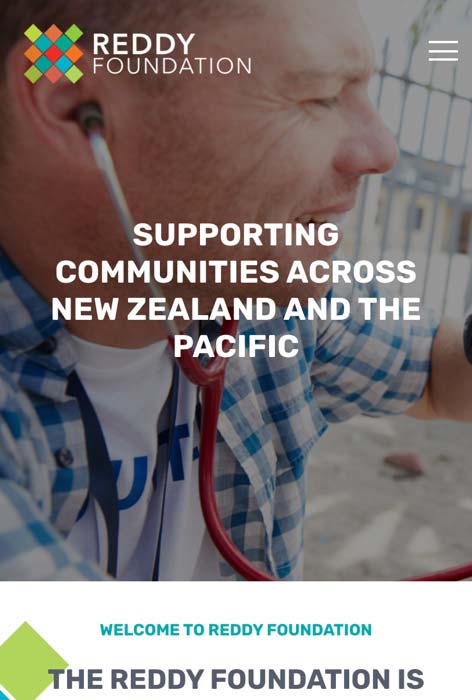 REDDY
FOUNDATION
SUPPORTING
COMMUNITIES ACROSS
NEW ZEALAND AND THE
PACIFIC
WELCOME TO REDDY FOUNDATION
THE REDDY FOUNDATION IS